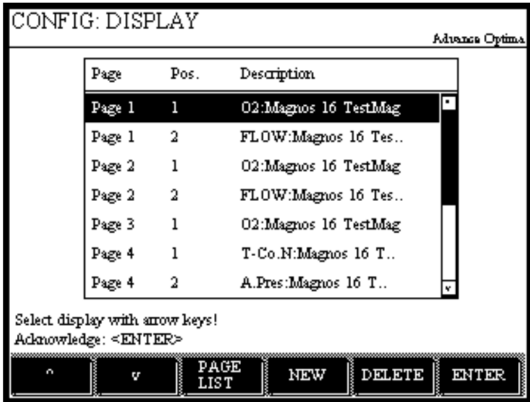 CONFIG: DISPLAY
Advance Optima
Page Pos. Description
Page 1 1 O2:Magnos 16 TestMag
Page 1 2 FLOW:Magnos 16 Tes..
Page 2 1 O2:Magnos 16 TestMag
Page 2 2 FLOW:Magnos 16 Tes..
Page 3 1 O2:Magnos 16 TestMag
Page 4 1 T-Co.N:Magnos 16 T..
Page 4 2 A.Pres:Magnos 16 T..
Select display with arrow keys!
Acknowledge: <ENTER>
^ v PAGE LIST NEW DELETE ENTER